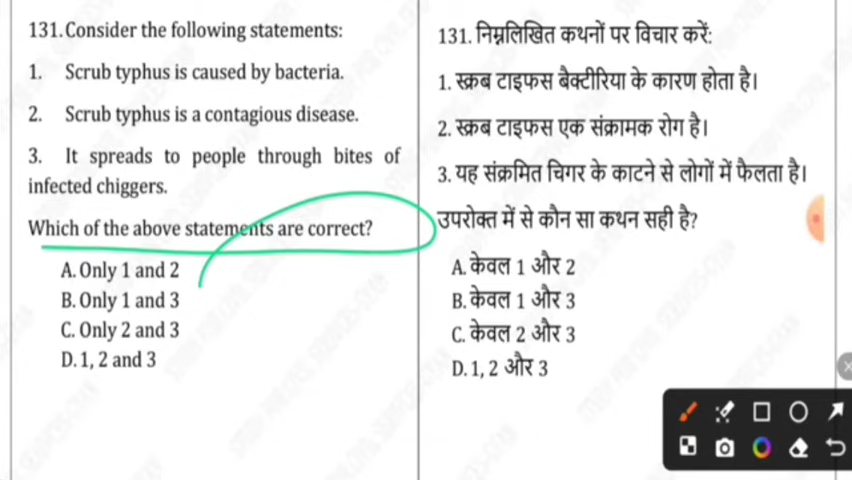 131.Consider the following statements:
1. Scrub typhus is caused by bacteria.
2. Scrub typhus is a contagious disease.
3. It spreads to people through bites of
infected chiggers.
Which of the above statements are correct?
A. Only 1 and 2
B. Only 1 and 3
C. Only 2 and 3
D. 1, 2 and 3
131. निम्नलिखित कथनों पर विचार करें:
1. स्क्रब टाइफस बैक्टीरिया के कारण होता है।
2. स्क्रब टाइफस एक संक्रामक रोग है।
3. यह संक्रमित चिगर के काटने से लोगों में फैलता है।
उपरोक्त में से कौन सा कथन सही है?
A. केवल 1 और 2
B. केवल 1 और 3
C. केवल 2 और 3
D. 1, 2 और 3